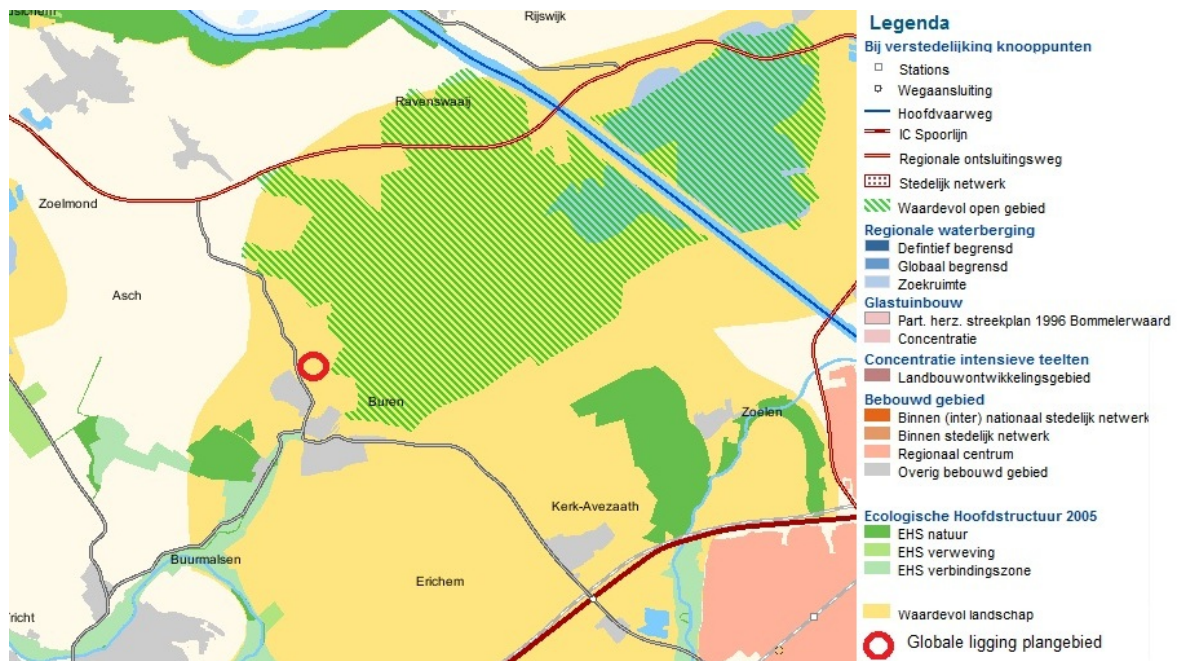 Rijswijk
Ravenswaaij
Zoelmond
Asch
Buren
Zoelen
Kerk-Avezaath
Buurmalsen
Erichem
Legenda
Bij verstedelijking knooppunten
Stations
Wegaansluiting
Hoofdvaarweg
IC Spoorlijn
Regionale ontsluitingsweg
Stedelijk netwerk
Waardevol open gebied
Regionale waterberging
Defintief begrensd
Globaal begrensd
Zoekruimte
Glastuinbouw
Part. herz. streekplan 1996 Bommelerwaard
Concentratie
Concentratie intensieve teelten
Landbouwontwikkelingsgebied
Bebouwd gebied
Binnen (inter) nationaal stedelijk netwerk
Binnen stedelijk netwerk
Regionaal centrum
Overig bebouwd gebied
Ecologische Hoofdstructuur 2005
EHS natuur
EHS verweving
EHS verbindingszone
Waardevol landschap
Globale ligging plangebied